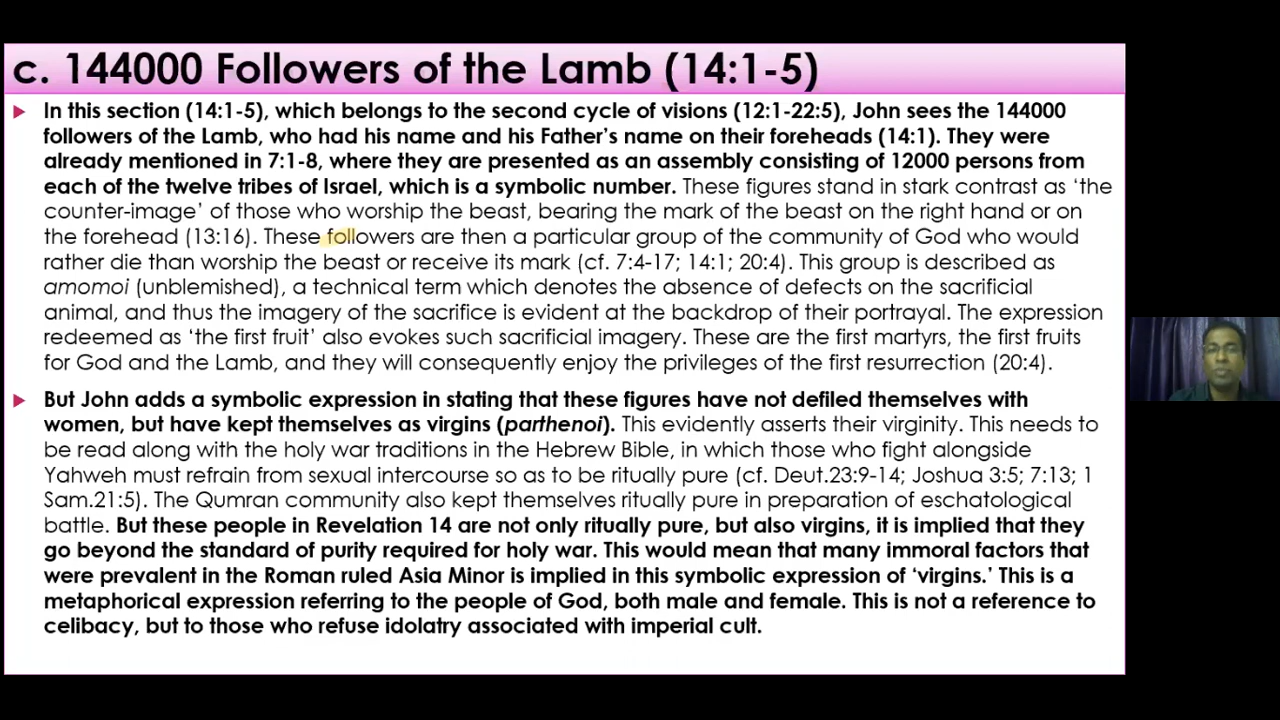 c. 144000 Followers of the Lamb (14:1-5)
In this section (14:1-5), which belongs to the second cycle of visions (12:1-22:5), John sees the 144000
followers of the Lamb, who had his name and his Father's name on their foreheads (14:1). They were
already mentioned in 7:1-8, where they are presented as an assembly consisting of 12000 persons from
each of the twelve tribes of Israel, which is a symbolic number. These figures stand in stark contrast as 'the
counter-image' of those who worship the beast, bearing the mark of the beast on the right hand or on
the forehead (13:16). These followers are then a particular group of the community of God who would
rather die than worship the beast or receive its mark (cf. 7:4-17; 14:1; 20:4). This group is described as
amomoi (unblemished), a technical term which denotes the absence of defects on the sacrificial
animal, and thus the imagery of the sacrifice is evident at the backdrop of their portrayal. The expression
redeemed as 'the first fruit' also evokes such sacrificial imagery. These are the first martyrs, the first fruits
for God and the Lamb, and they will consequently enjoy the privileges of the first resurrection (20:4).
But John adds a symbolic expression in stating that these figures have not defiled themselves with
women, but have kept themselves as virgins (parthenoi). This evidently asserts their virginity. This needs to
be read along with the holy war traditions in the Hebrew Bible, in which those who fight alongside
Yahweh must refrain from sexual intercourse so as to be ritually pure (cf. Deut.23:9-14; Joshua 3:5; 7:13; 1
Sam.21:5). The Qumran community also kept themselves ritually pure in preparation of eschatological
battle. But these people in Revelation 14 are not only ritually pure, but also virgins, it is implied that they
go beyond the standard of purity required for holy war. This would mean that many immoral factors that
were prevalent in the Roman ruled Asia Minor is implied in this symbolic expression of 'virgins.' This is a
metaphorical expression referring to the people of God, both male and female. This is not a reference to
celibacy, but to those who refuse idolatry associated with imperial cult.